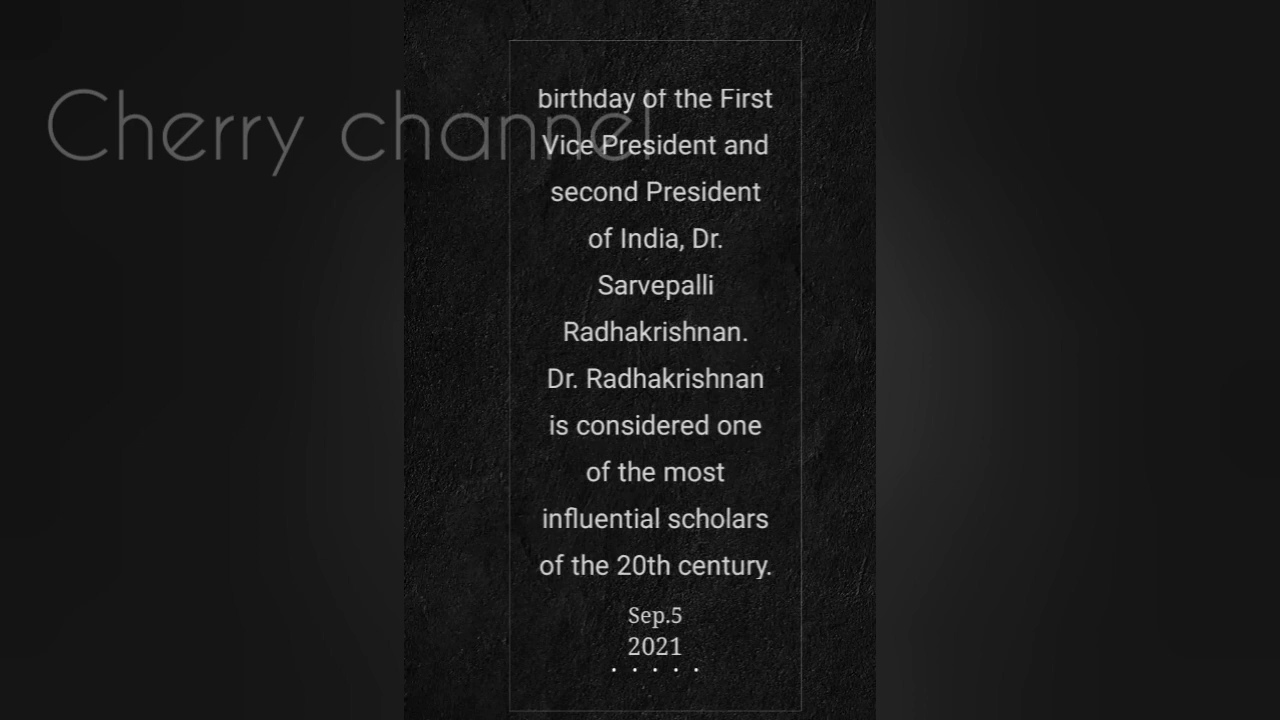 Cherry channel
birthday of the First
Vice President and
second President
of India, Dr.
Sarvepalli
Radhakrishnan.
Dr. Radhakrishnan
is considered one
of the most
influential scholars
of the 20th century.
Sep.5
2021
. . . . .